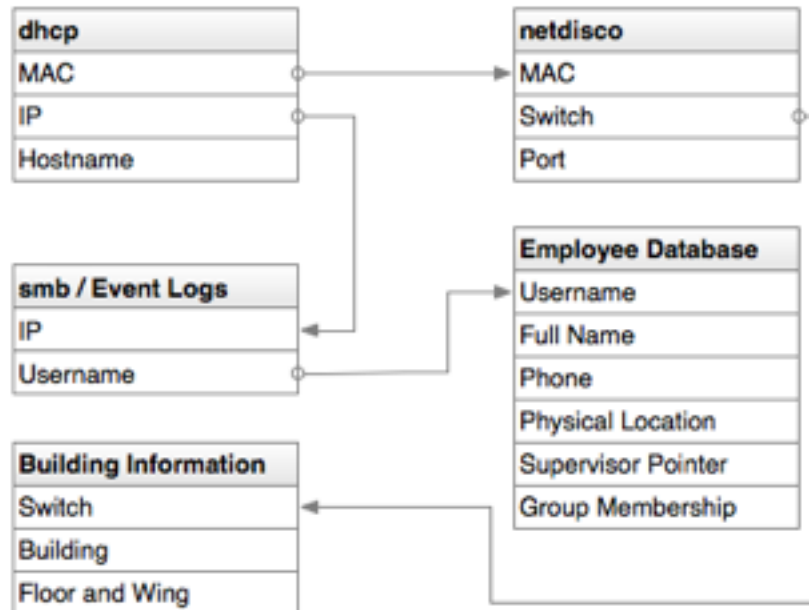 dhcp
MAC
IP
Hostname
netdisco
MAC
Switch
Port
smb / Event Logs
IP
Username
Employee Database
Username
Full Name
Phone
Physical Location
Supervisor Pointer
Group Membership
Building Information
Switch
Building
Floor and Wing